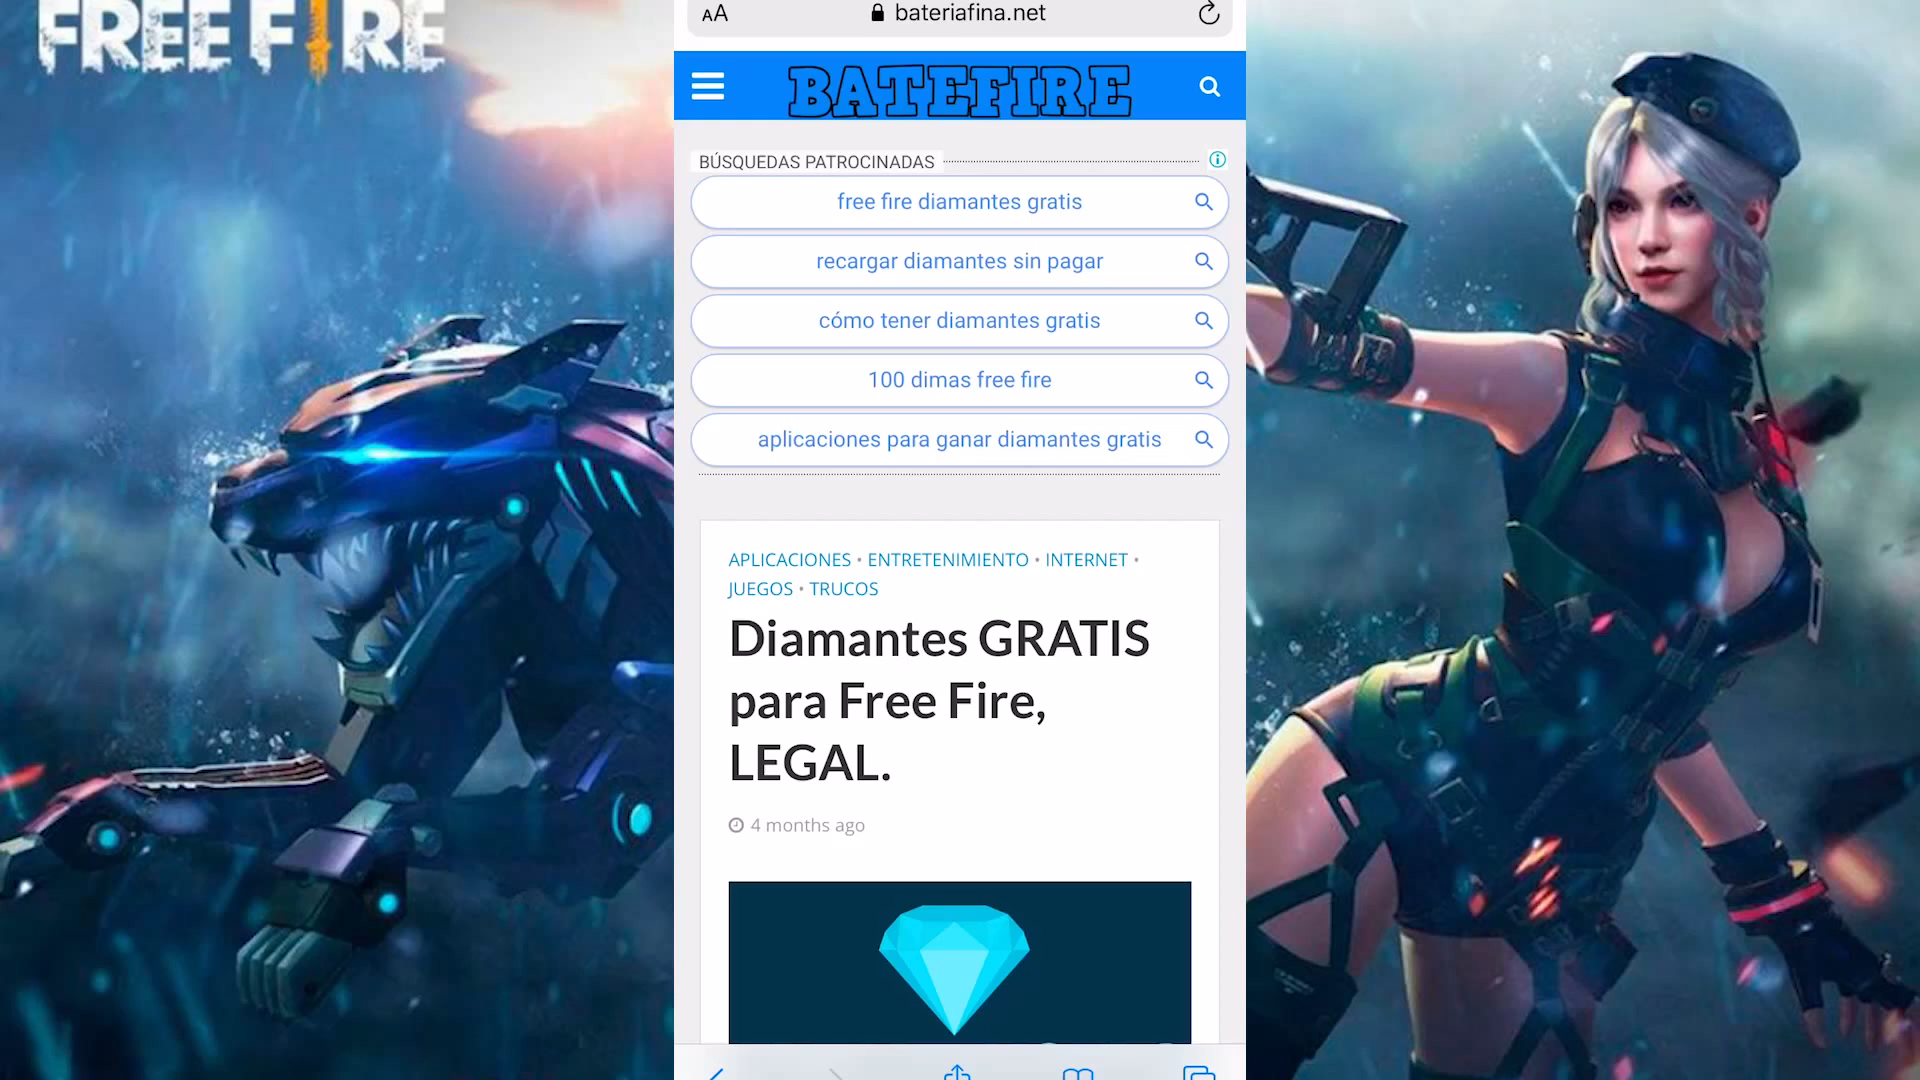 FREE FIRE
AA
bateriafina.net
BATEFIRE
BÚSQUEDAS PATROCINADAS
free fire diamantes gratis
recargar diamantes sin pagar
cómo tener diamantes gratis
100 dimas free fire
aplicaciones para ganar diamantes gratis
APLICACIONES • ENTRETENIMIENTO • INTERNET •
JUEGOS • TRUCOS
Diamantes GRATIS
para Free Fire,
LEGAL.
4 months ago